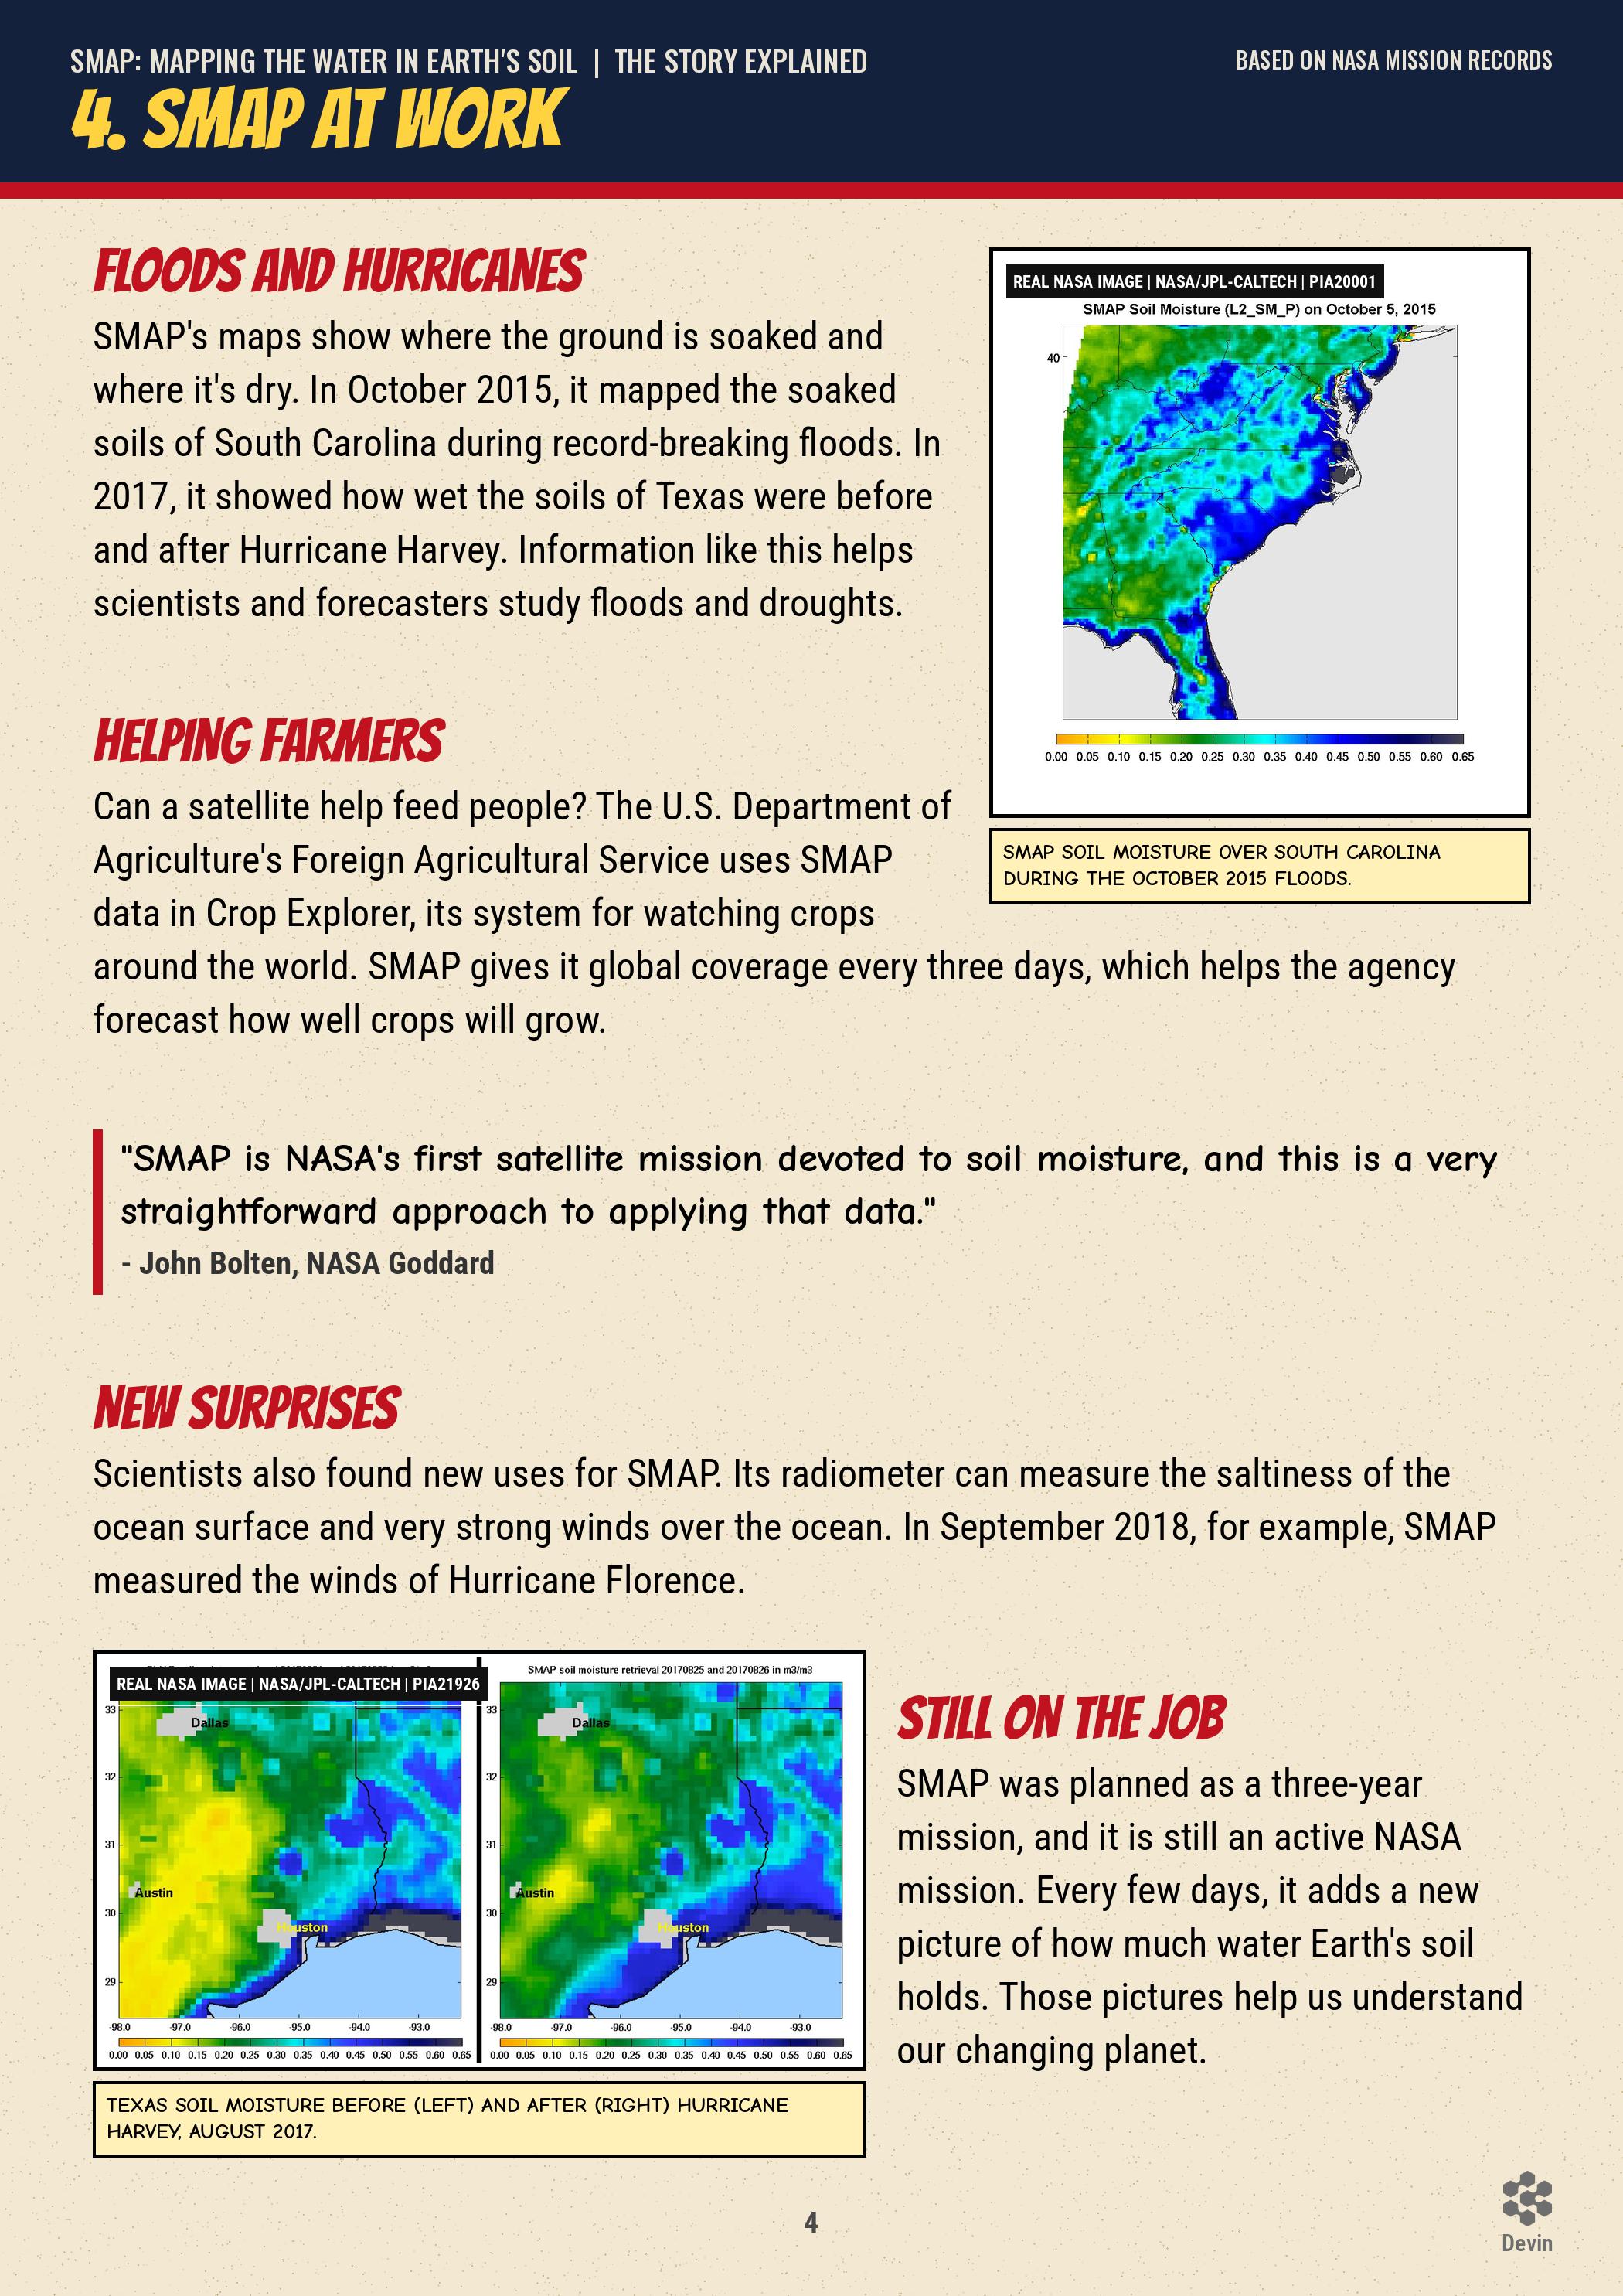 SMAP: MAPPING THE WATER IN EARTH'S SOIL | THE STORY EXPLAINED
BASED ON NASA MISSION RECORDS
4. SMAP AT WORK
FLOODS AND HURRICANES
SMAP's maps show where the ground is soaked and
where it's dry. In October 2015, it mapped the soaked
soils of South Carolina during record-breaking floods. In
2017, it showed how wet the soils of Texas were before
and after Hurricane Harvey. Information like this helps
scientists and forecasters study floods and droughts.
REAL NASA IMAGE | NASA/JPL-CALTECH | PIA20001
SMAP Soil Moisture (L2_SM_P) on October 5, 2015
40
0.00 0.05 0.10 0.15 0.20 0.25 0.30 0.35 0.40 0.45 0.50 0.55 0.60 0.65
SMAP SOIL MOISTURE OVER SOUTH CAROLINA
DURING THE OCTOBER 2015 FLOODS.
HELPING FARMERS
Can a satellite help feed people? The U.S. Department of
Agriculture's Foreign Agricultural Service uses SMAP
data in Crop Explorer, its system for watching crops
around the world. SMAP gives it global coverage every three days, which helps the agency
forecast how well crops will grow.
"SMAP is NASA's first satellite mission devoted to soil moisture, and this is a very
straightforward approach to applying that data."
- John Bolten, NASA Goddard
NEW SURPRISES
Scientists also found new uses for SMAP. Its radiometer can measure the saltiness of the
ocean surface and very strong winds over the ocean. In September 2018, for example, SMAP
measured the winds of Hurricane Florence.
REAL NASA IMAGE | NASA/JPL-CALTECH | PIA21926
33
Dallas
32
31
Austin
30
Houston
29
-98.0 -97.0 -96.0 -95.0 -94.0 -93.0
0.00 0.05 0.10 0.15 0.20 0.25 0.30 0.35 0.40 0.45 0.50 0.55 0.60 0.65
SMAP soil moisture retrieval 20170825 and 20170826 in m3/m3
33
Dallas
32
31
Austin
30
Houston
29
-98.0 -97.0 -96.0 -95.0 -94.0 -93.0
0.00 0.05 0.10 0.15 0.20 0.25 0.30 0.35 0.40 0.45 0.50 0.55 0.60 0.65
TEXAS SOIL MOISTURE BEFORE (LEFT) AND AFTER (RIGHT) HURRICANE
HARVEY, AUGUST 2017.
STILL ON THE JOB
SMAP was planned as a three-year
mission, and it is still an active NASA
mission. Every few days, it adds a new
picture of how much water Earth's soil
holds. Those pictures help us understand
our changing planet.
4
Devin